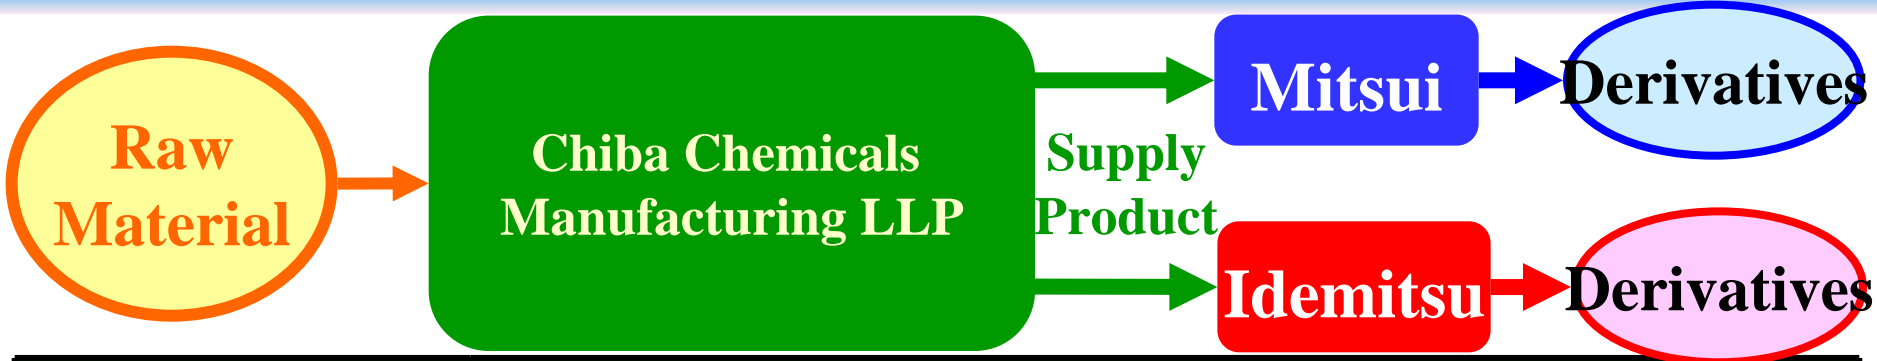 Raw
Material
Chiba Chemicals
Manufacturing LLP
Supply
Product
Mitsui
Derivatives
Idemitsu
Derivatives